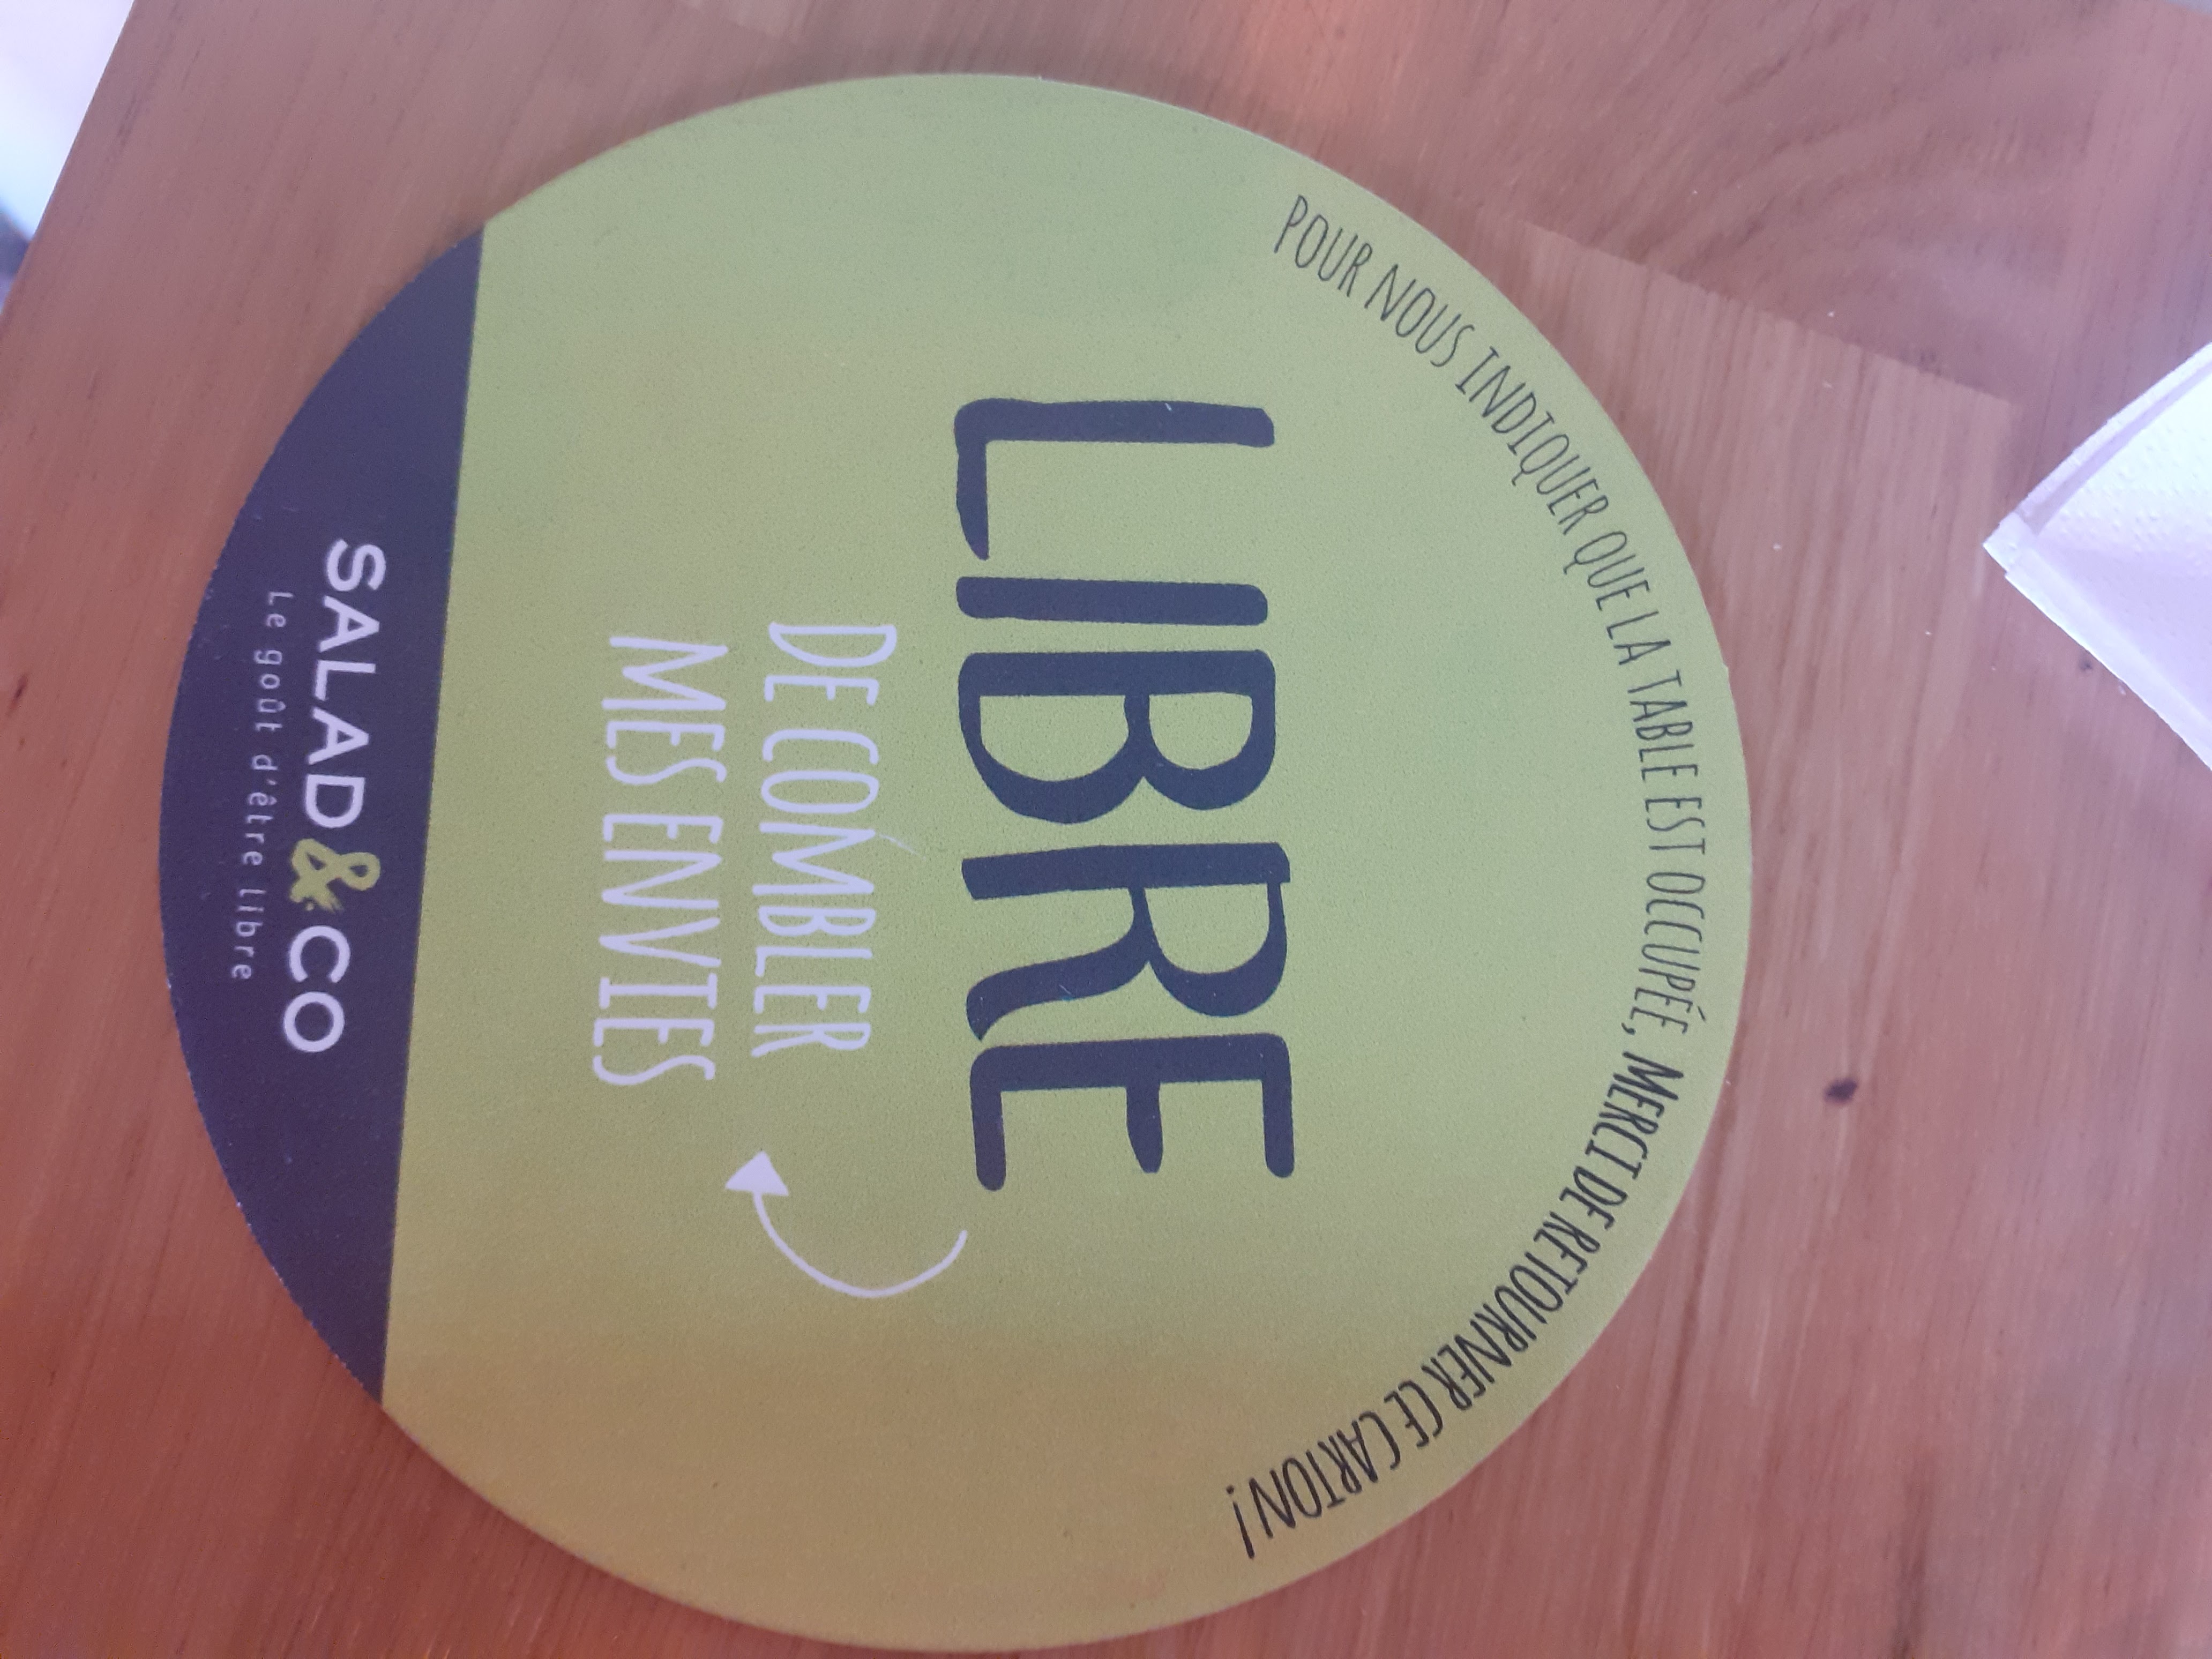 POUR NOUS INDIQUER QUE LA TABLE EST OCCUPÉE, MERCI DE RETOURNER CE CARTON !
LIBRE
DE COMBLER
MES ENVIES
SALAD&CO
Le goût d'être libre